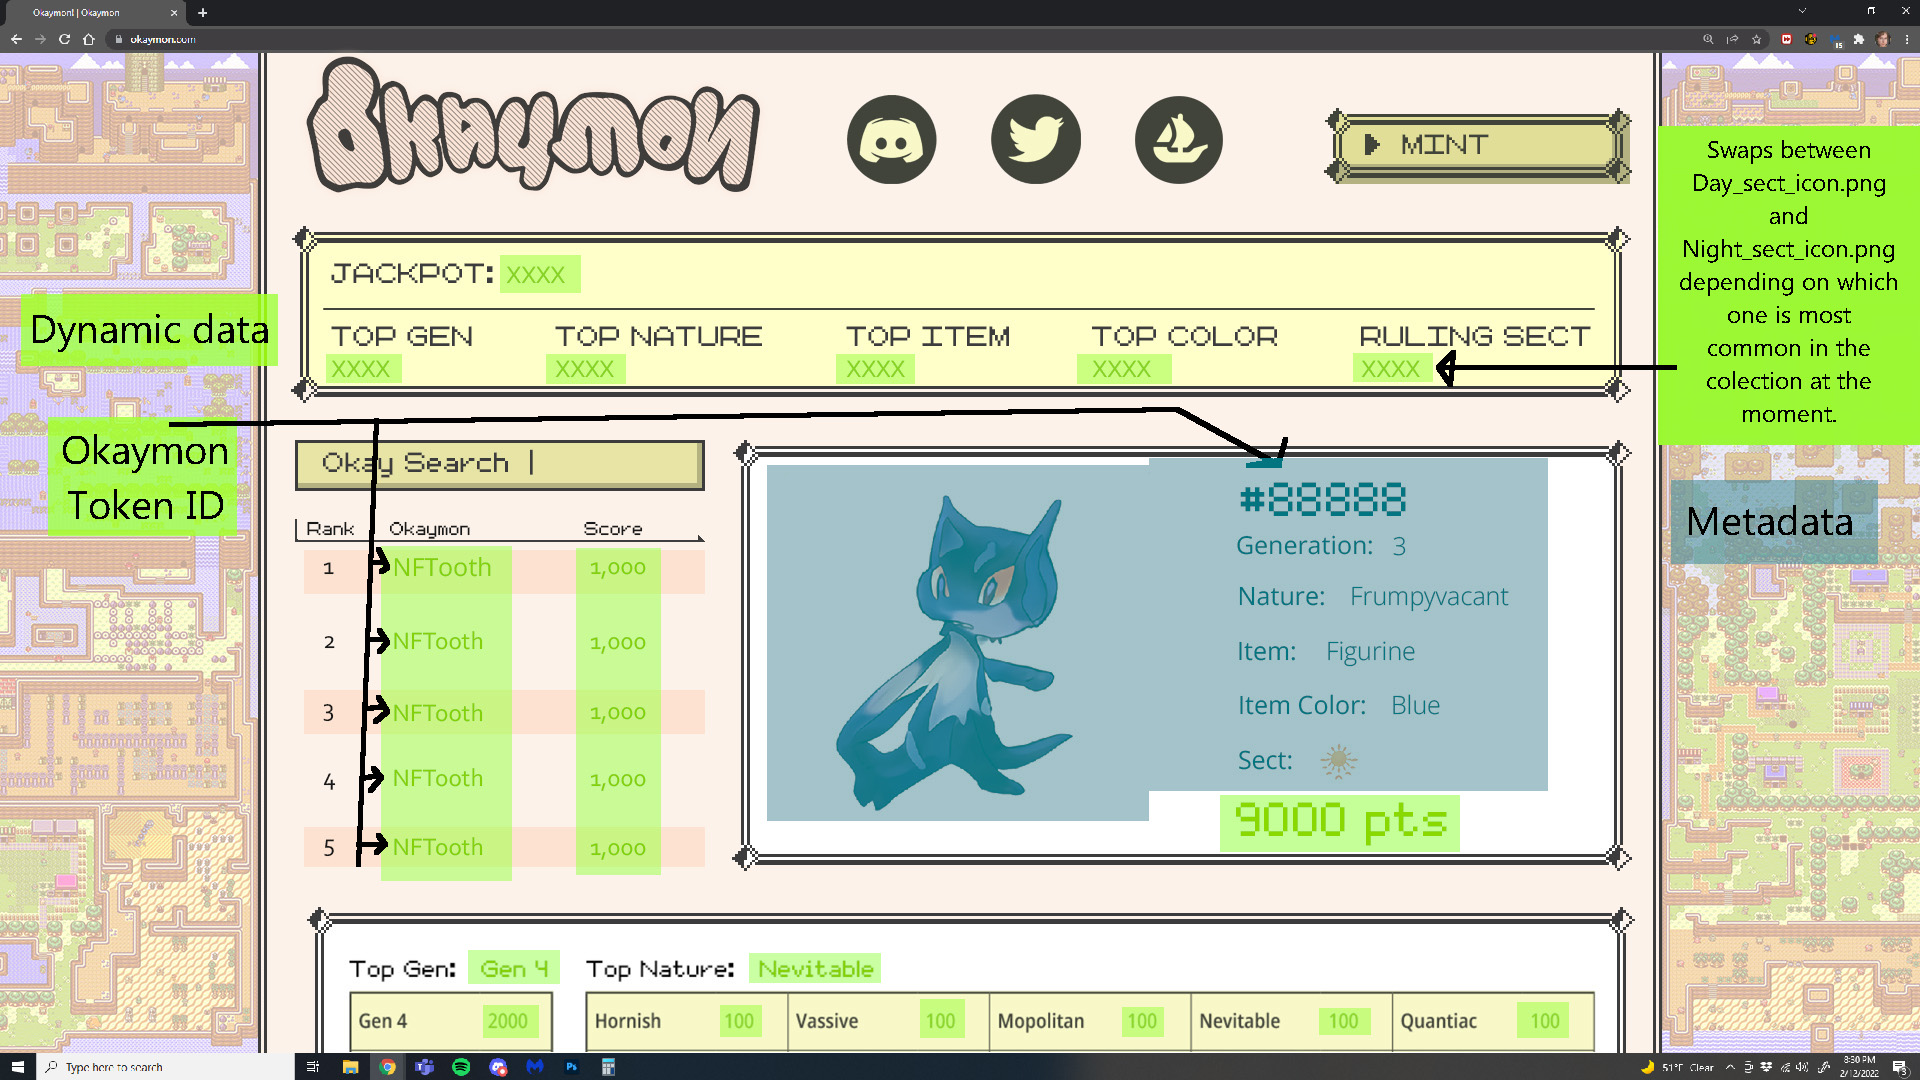 Okaymon! | Okaymon
okaymon.com
Okaymon
MINT
Swaps between
Day_sect_icon.png
and
Night_sect_icon.png
depending on which
one is most
common in the
colection at the
moment.
JACKPOT: XXXX
TOP GEN TOP NATURE TOP ITEM TOP COLOR RULING SECT
XXXX XXXX XXXX XXXX XXXX
Dynamic data
Okaymon
Token ID
Okay Search |
Rank Okaymon Score
1 NFTooth 1,000
2 NFTooth 1,000
3 NFTooth 1,000
4 NFTooth 1,000
5 NFTooth 1,000
#88888
Generation: 3
Nature: Frumpyvacant
Item: Figurine
Item Color: Blue
Sect:
9000 pts
Metadata
Top Gen: Gen 4 Top Nature: Nevitable
Gen 4 2000 Hornish 100 Vassive 100 Mopolitan 100 Nevitable 100 Quantiac 100
Type here to search
51°F Clear
8:30 PM
2/12/2022